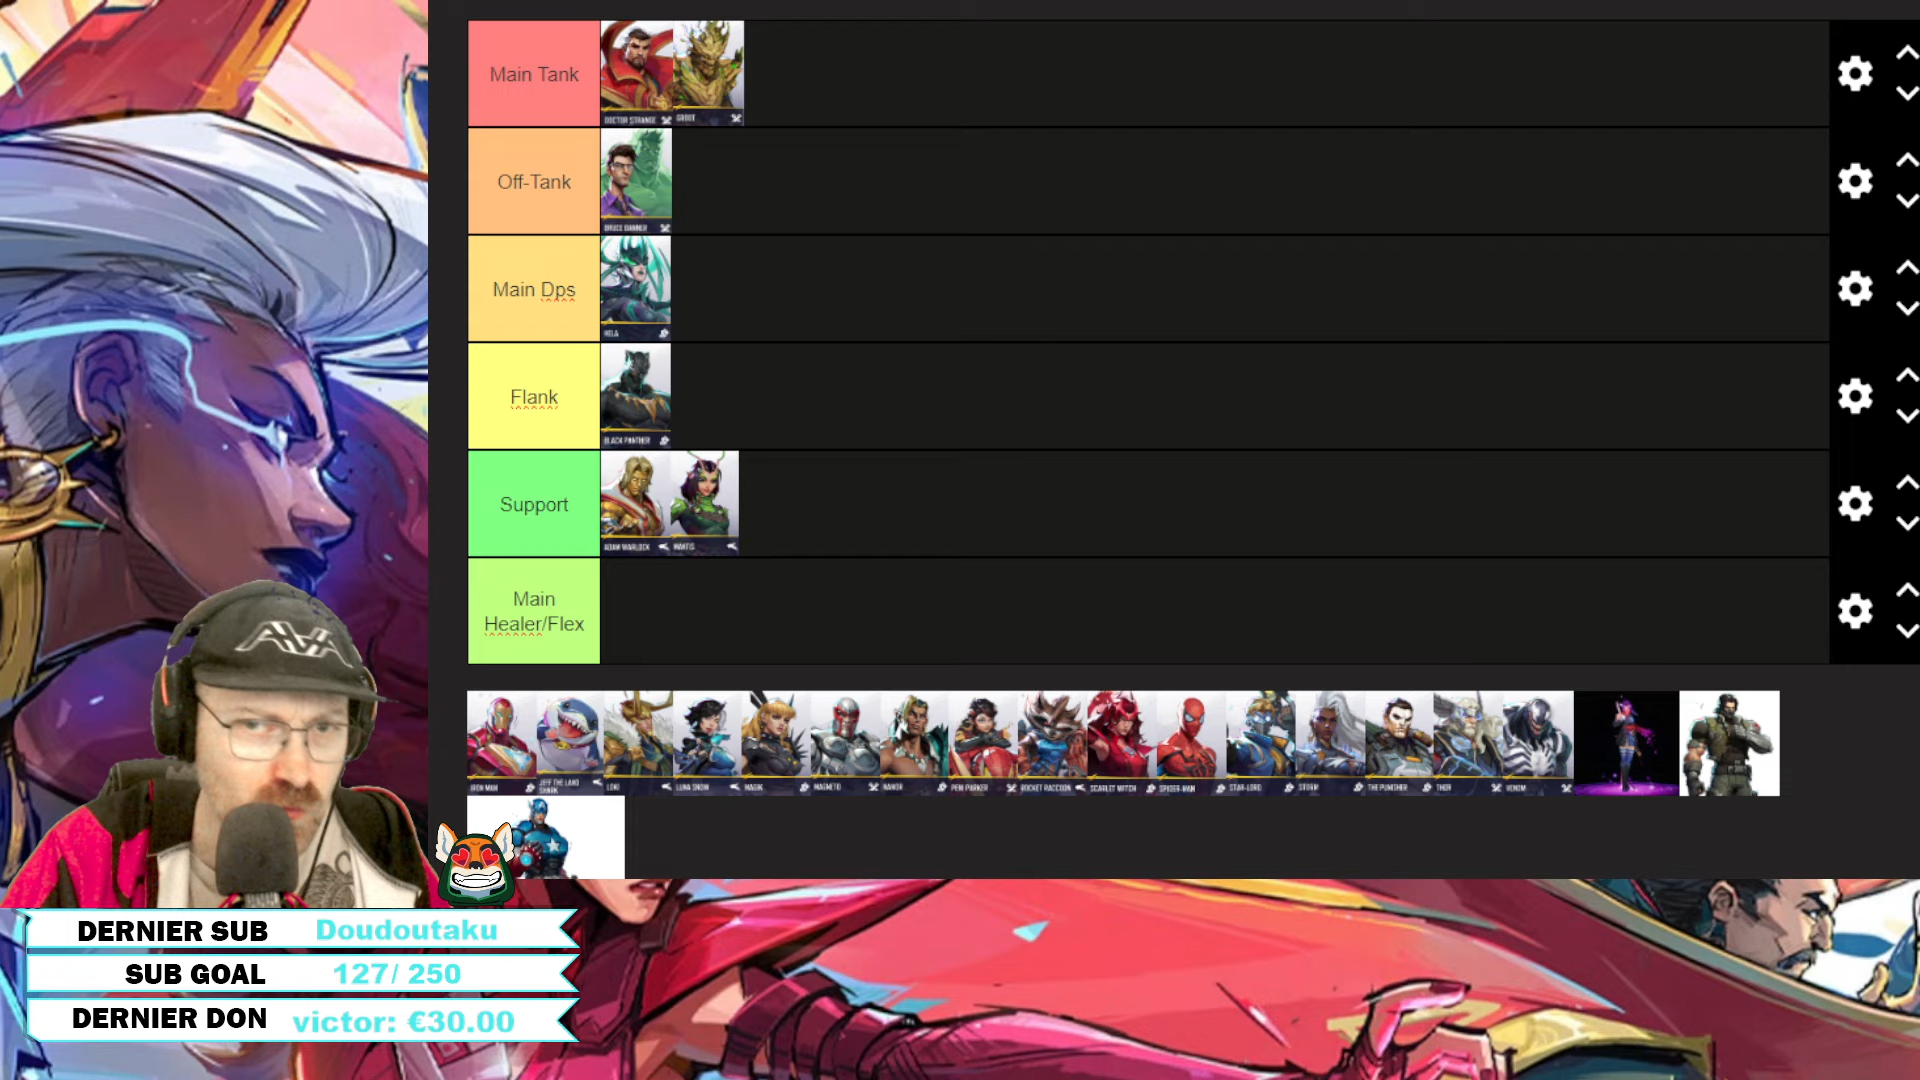 Main Tank
DOCTOR STRANGE
GROOT
Off-Tank
BRUCE BANNER
Main Dps
HELA
Flank
BLACK PANTHER
Support
ADAM WARLOCK
MANTIS
Main
Healer/Flex
IRON MAN
JEFF THE LAND
SHARK
LOKI
LUNA SNOW
MAGIK
MAGNETO
NAMOR
PENI PARKER
ROCKET RACCOON
SCARLET WITCH
SPIDER-MAN
STAR-LORD
STORM
THE PUNISHER
THOR
VENOM
AVA
DERNIER SUB Doudoutaku
SUB GOAL 127/ 250
DERNIER DON victor: €30.00